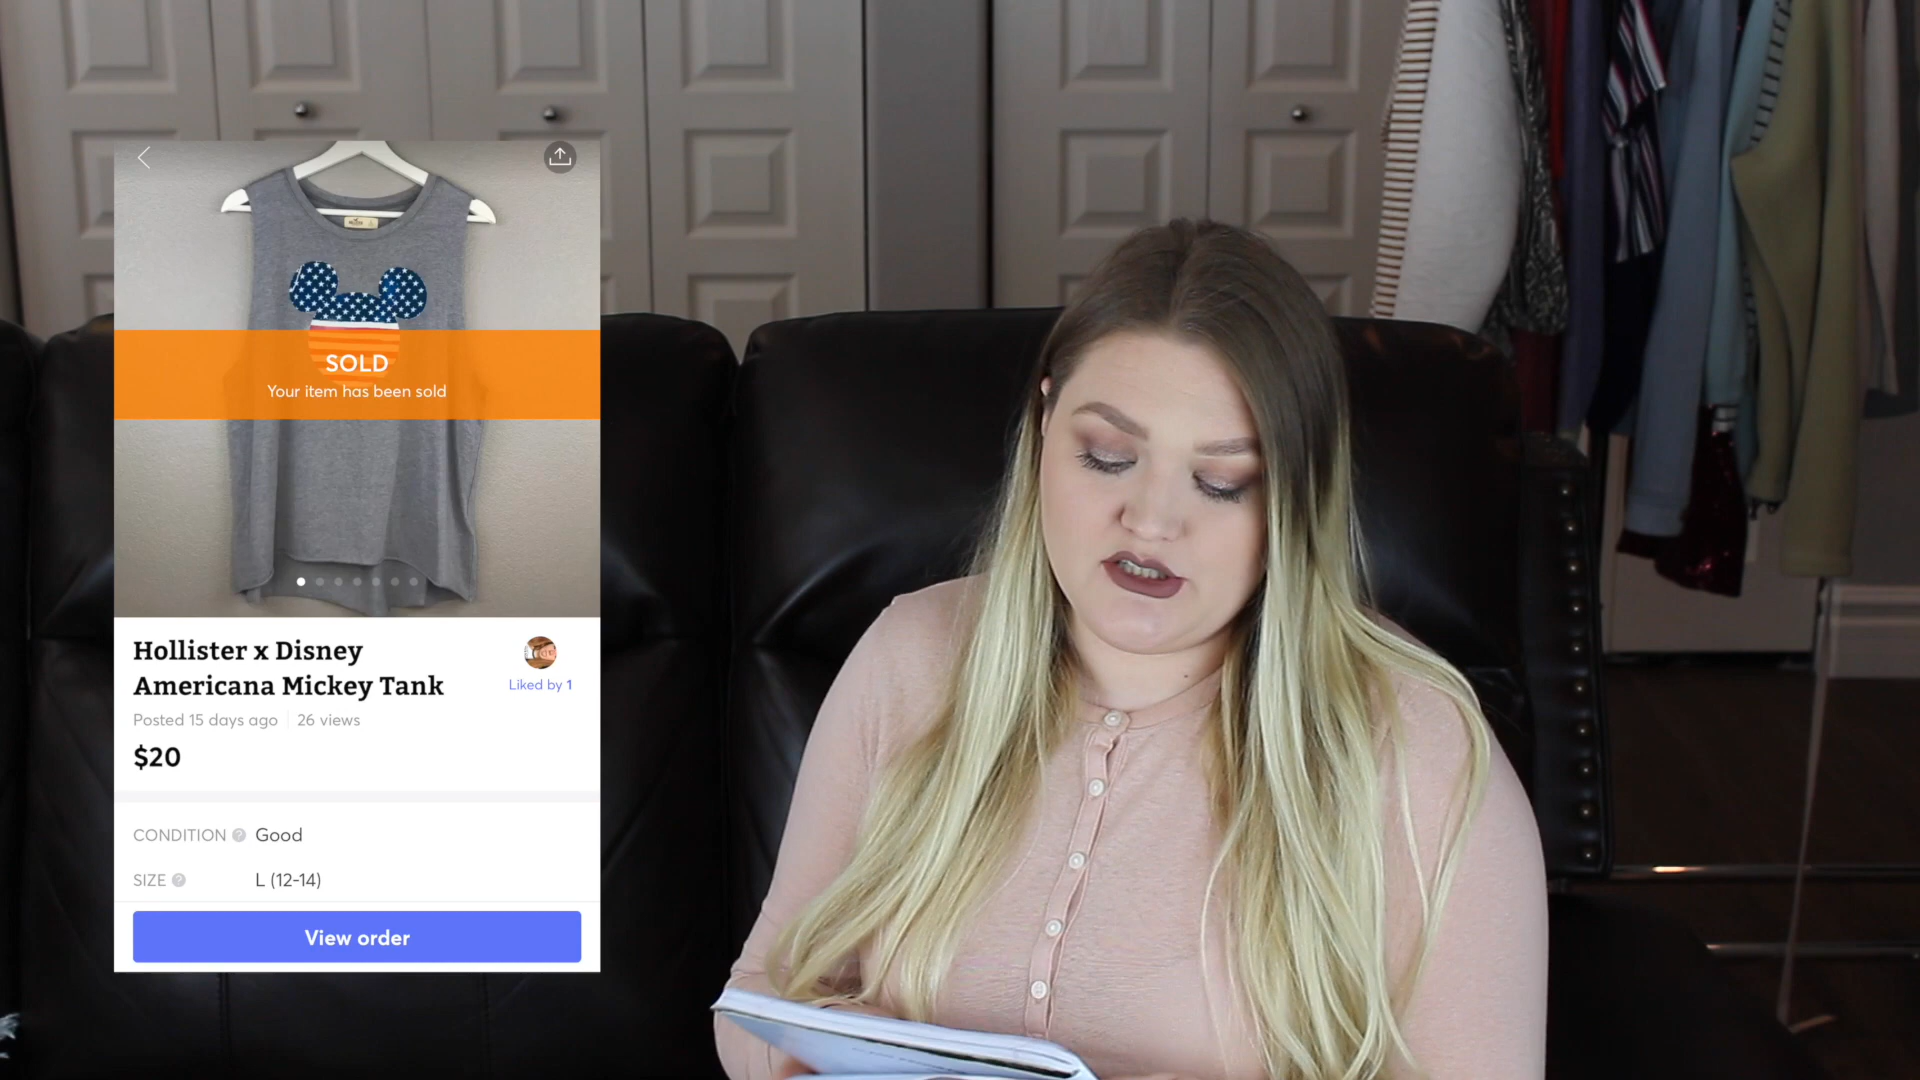 SOLD
Your item has been sold
Hollister x Disney
Americana Mickey Tank
Liked by 1
Posted 15 days ago | 26 views
$20
CONDITION ? Good
SIZE ? L (12-14)
View order